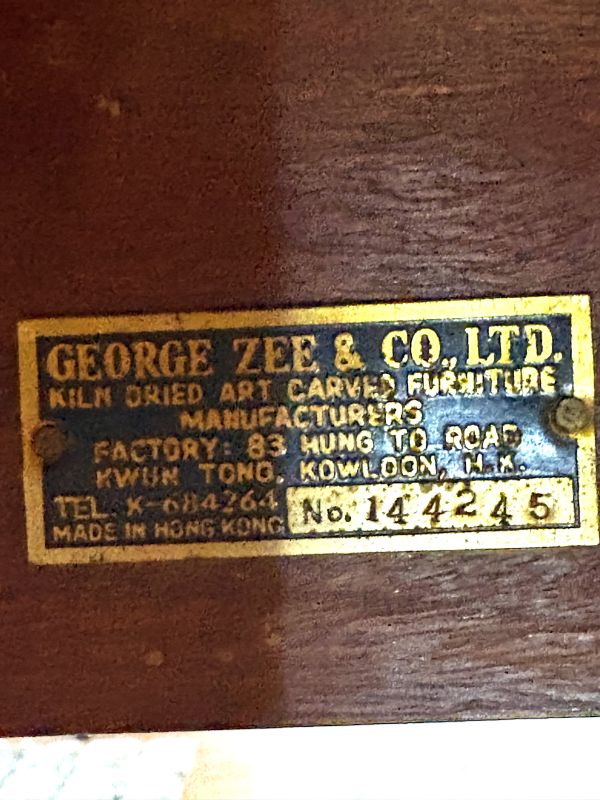 GEORGE ZEE & CO., LTD.
KILN DRIED ART CARVED FURNITURE
MANUFACTURERS
FACTORY: 83 HUNG TO ROAD
KWUN TONG, KOWLOON, H.K.
TEL. K-684264
MADE IN HONG KONG
No. 144245